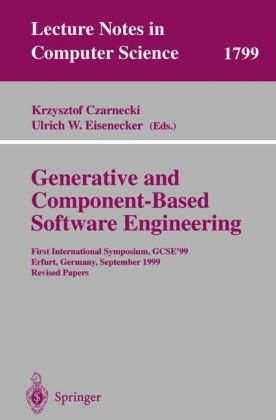 Lecture Notes in
Computer Science 1799
Krzysztof Czarnecki
Ulrich W. Eisenecker (Eds.)
Generative and
Component-Based
Software Engineering
First International Symposium, GCSE'99
Erfurt, Germany, September 1999
Revised Papers
Springer